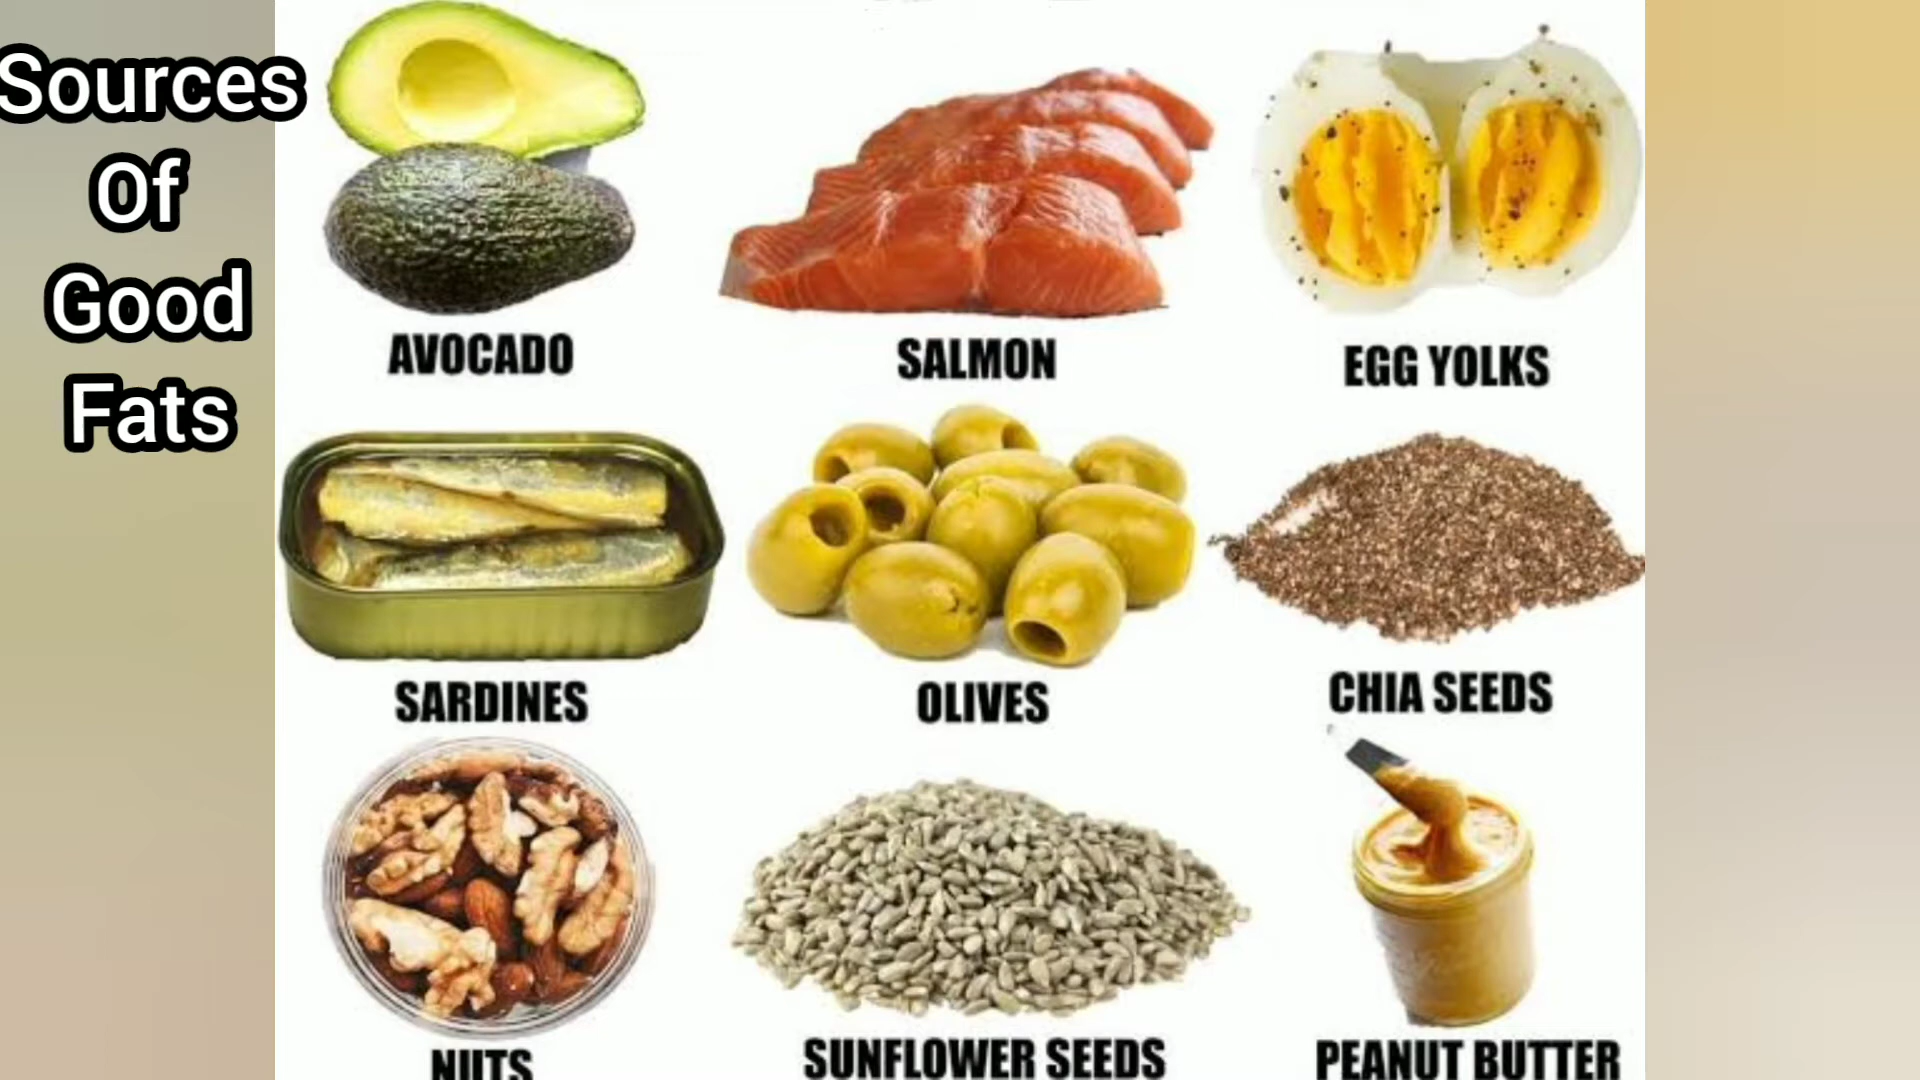 Sources
Of
Good
Fats
AVOCADO
SALMON
EGG YOLKS
SARDINES
OLIVES
CHIA SEEDS
NUTS
SUNFLOWER SEEDS
PEANUT BUTTER